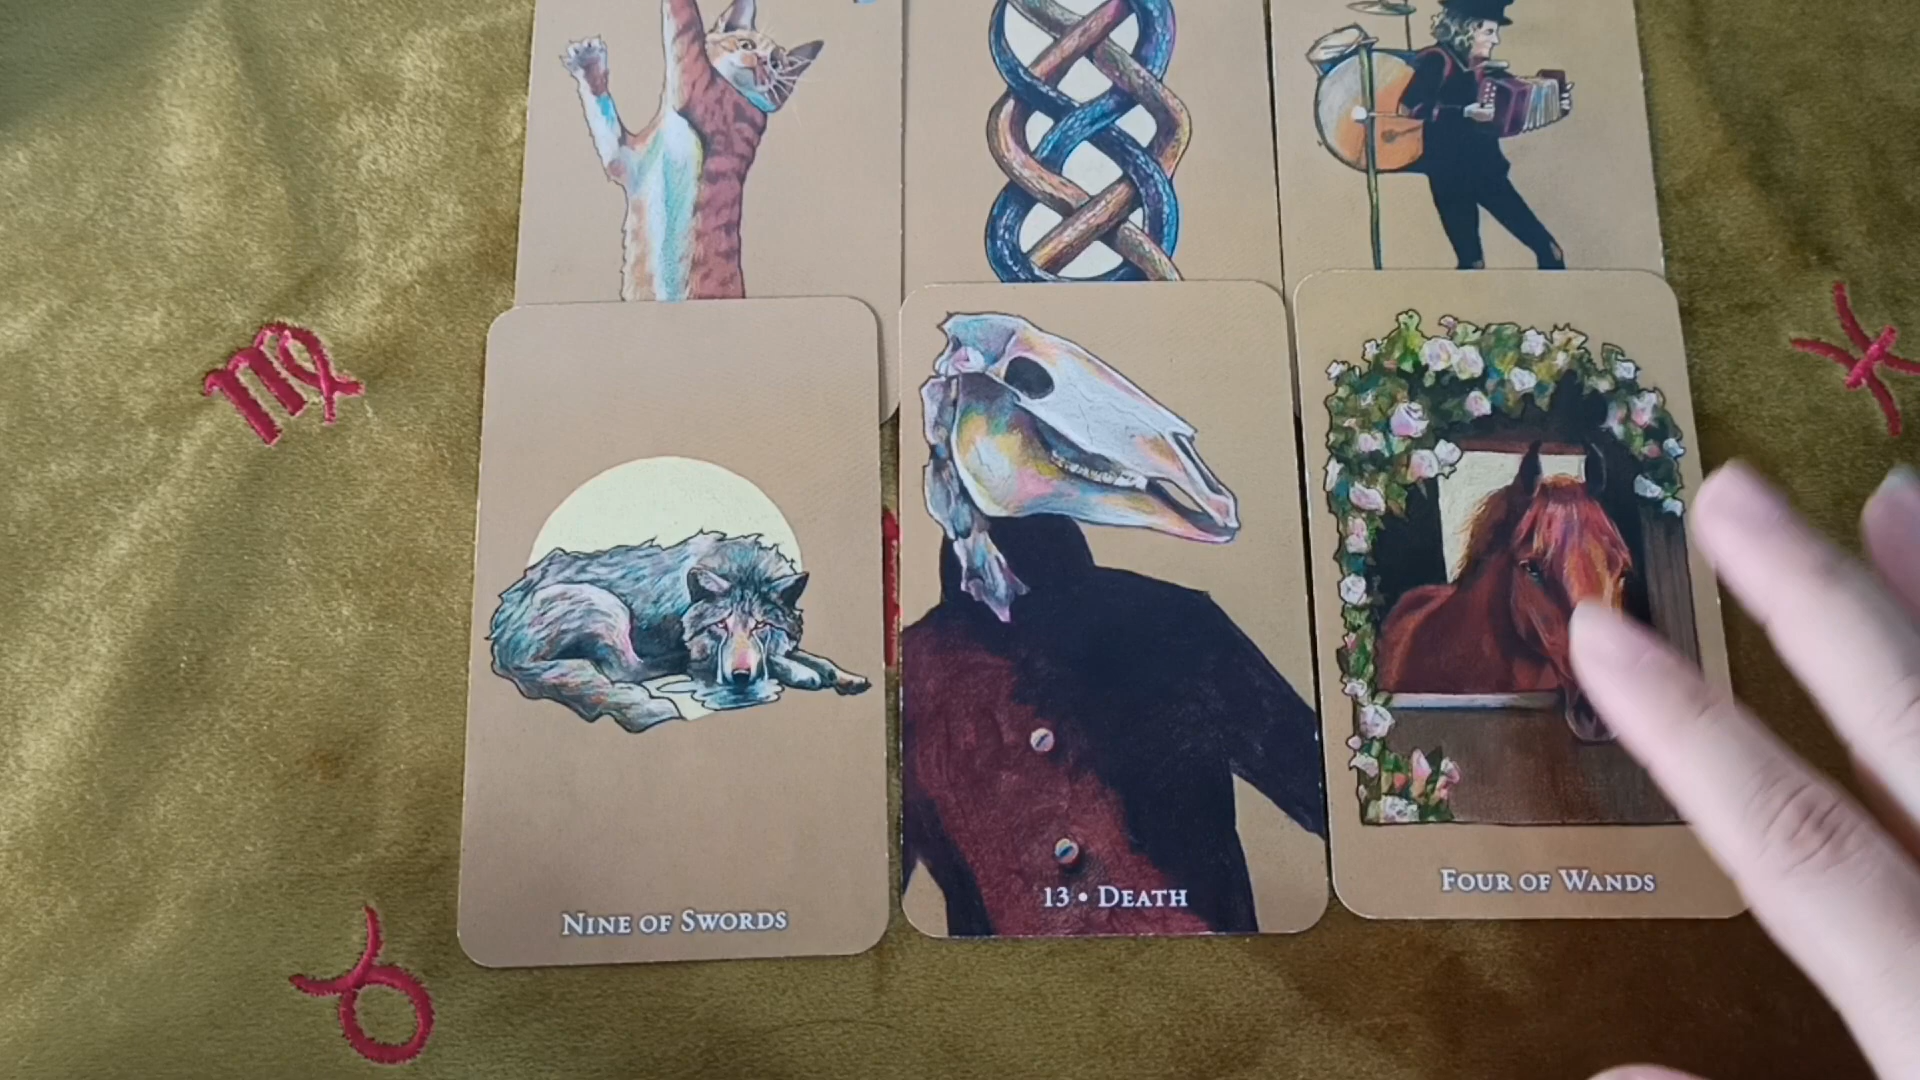 Nine of Swords
13 • Death
Four of Wands